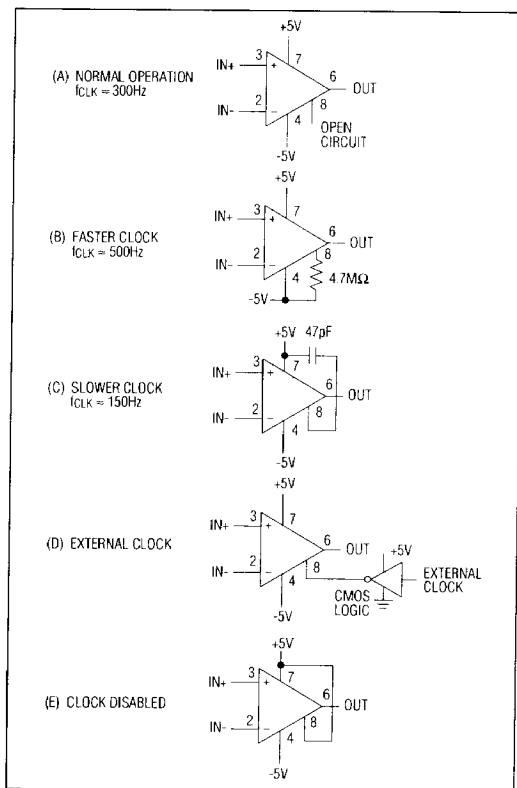 +5V
(A) NORMAL OPERATION
fCLK ≈ 300Hz
IN+ 3 + 7
6 OUT
IN- 2 − 4 8
OPEN
CIRCUIT
-5V
+5V
(B) FASTER CLOCK
fCLK ≈ 500Hz
IN+ 3 + 7
6 OUT
IN- 2 − 4 8
4.7MΩ
-5V
+5V 47pF
(C) SLOWER CLOCK
fCLK ≈ 150Hz
IN+ 3 + 7
6 OUT
IN- 2 − 4 8
-5V
+5V
(D) EXTERNAL CLOCK
IN+ 3 + 7
6 OUT
IN- 2 − 4 8
+5V
CMOS
LOGIC
EXTERNAL
CLOCK
-5V
+5V
(E) CLOCK DISABLED
IN+ 3 + 7
6 OUT
IN- 2 − 4 8
-5V